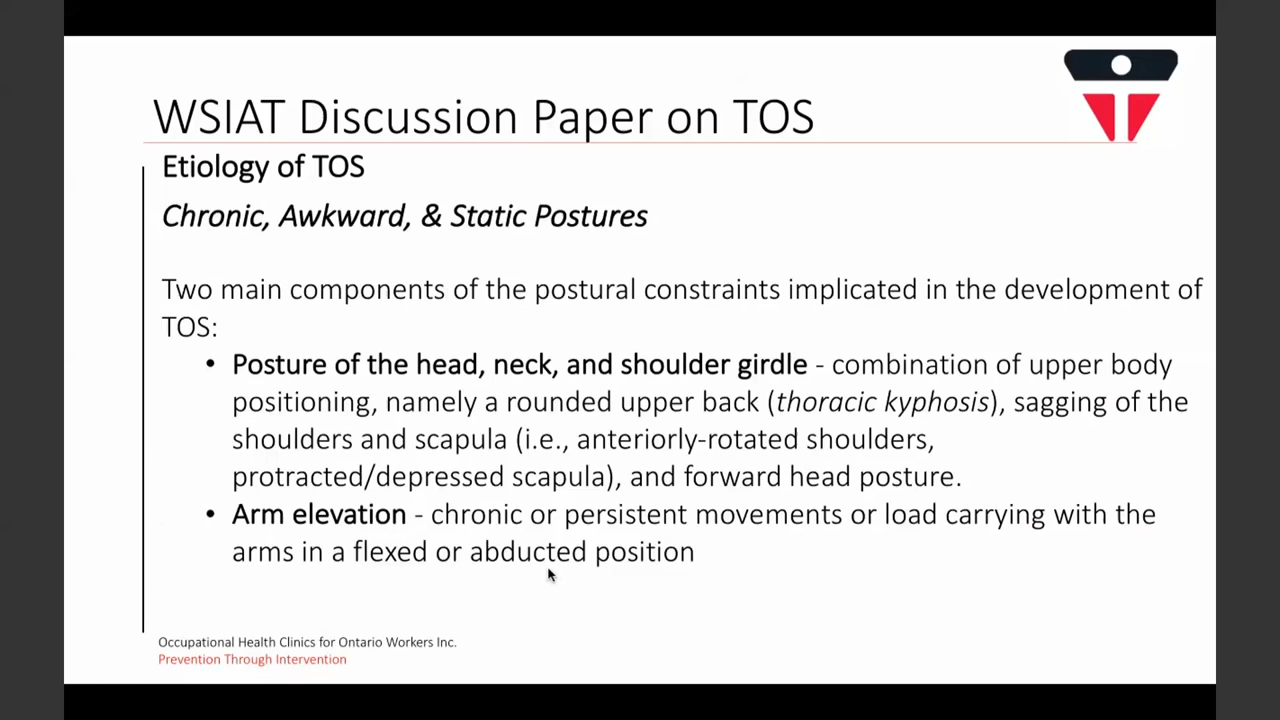 WSIAT Discussion Paper on TOS
Etiology of TOS
Chronic, Awkward, & Static Postures
Two main components of the postural constraints implicated in the development of
TOS:
• Posture of the head, neck, and shoulder girdle - combination of upper body
positioning, namely a rounded upper back (thoracic kyphosis), sagging of the
shoulders and scapula (i.e., anteriorly-rotated shoulders,
protracted/depressed scapula), and forward head posture.
• Arm elevation - chronic or persistent movements or load carrying with the
arms in a flexed or abducted position
Occupational Health Clinics for Ontario Workers Inc.
Prevention Through Intervention